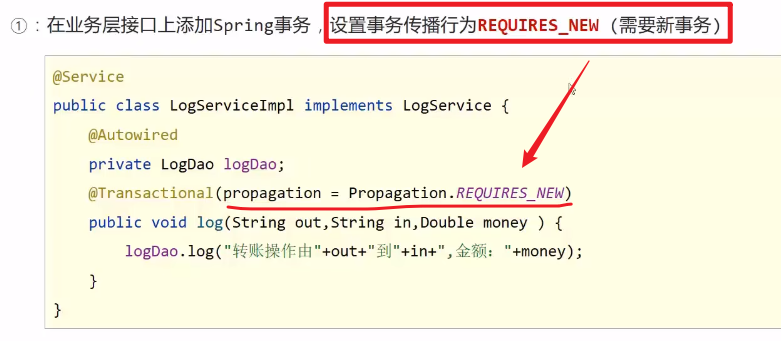 ①：在业务层接口上添加Spring事务，设置事务传播行为REQUIRES_NEW（需要新事务）
@Service
public class LogServiceImpl implements LogService {
@Autowired
private LogDao logDao;
@Transactional(propagation = Propagation.REQUIRES_NEW)
public void log(String out,String in,Double money ) {
logDao.log("转账操作由"+out+"到"+in+",金额："+money);
}
}